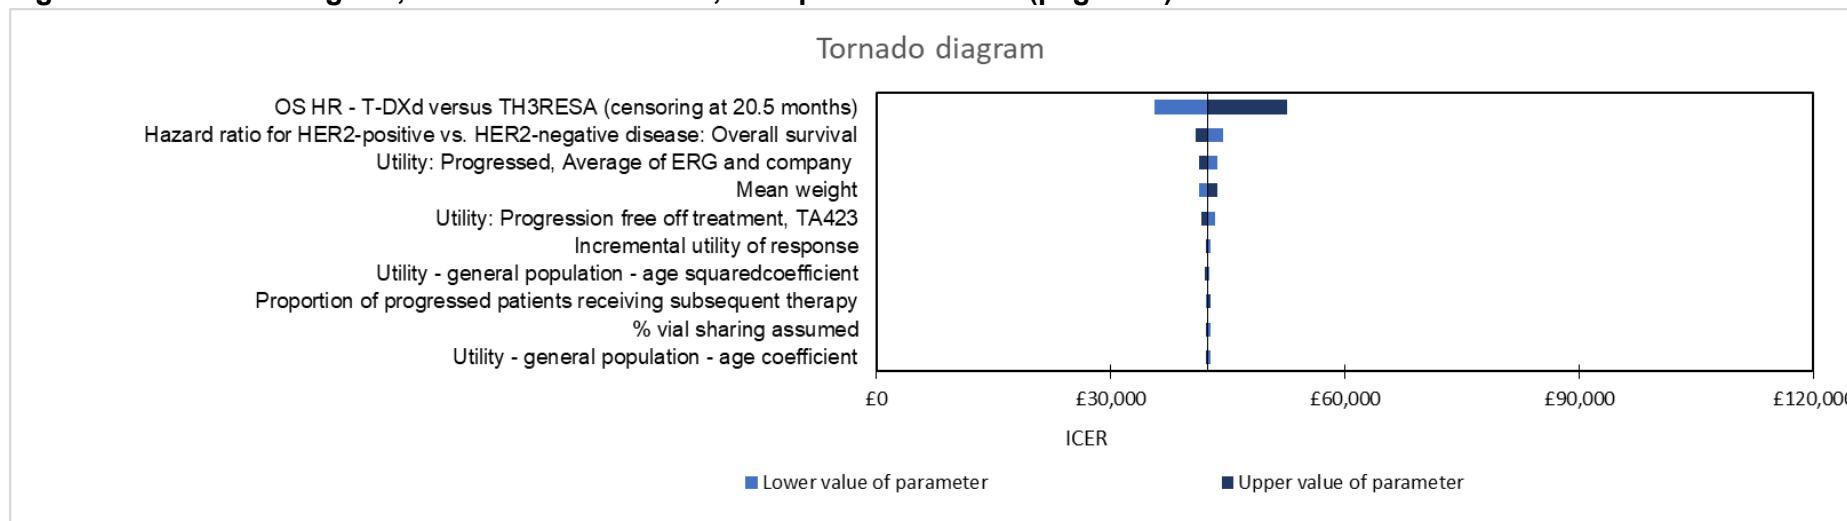 Tornado diagram
OS HR - T-DXd versus TH3RESA (censoring at 20.5 months)
Hazard ratio for HER2-positive vs. HER2-negative disease: Overall survival
Utility: Progressed, Average of ERG and company
Mean weight
Utility: Progression free off treatment, TA423
Incremental utility of response
Utility - general population - age squaredcoefficient
Proportion of progressed patients receiving subsequent therapy
% vial sharing assumed
Utility - general population - age coefficient
£0 £30,000 £60,000 £90,000 £120,000
ICER
Lower value of parameter Upper value of parameter